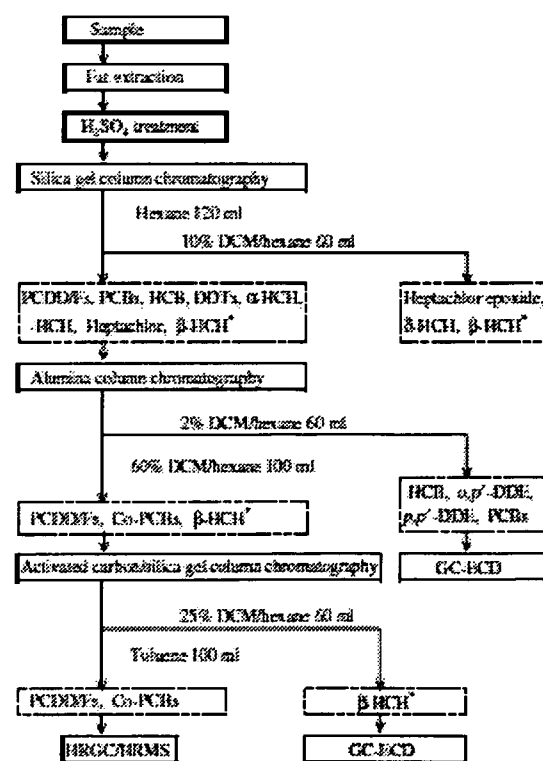 Sample
Fat extraction
H₂SO₄ treatment
Silica gel column chromatography
Hexane 120 ml
10% DCM/hexane 60 ml
PCDD/Fs, PCBs, HCB, DDTs, α-HCH,
-HCH, Heptachlor, β-HCH*
Heptachlor epoxide,
δ-HCH, β-HCH*
Alumina column chromatography
2% DCM/hexane 60 ml
60% DCM/hexane 100 ml
HCB, o,p'-DDE,
p,p'-DDE, PCBs
PCDD/Fs, Co-PCBs, β-HCH*
GC-ECD
Activated carbon/silica gel column chromatography
25% DCM/hexane 60 ml
Toluene 100 ml
PCDD/Fs, Co-PCBs
β-HCH*
HRGC/HRMS
GC-ECD